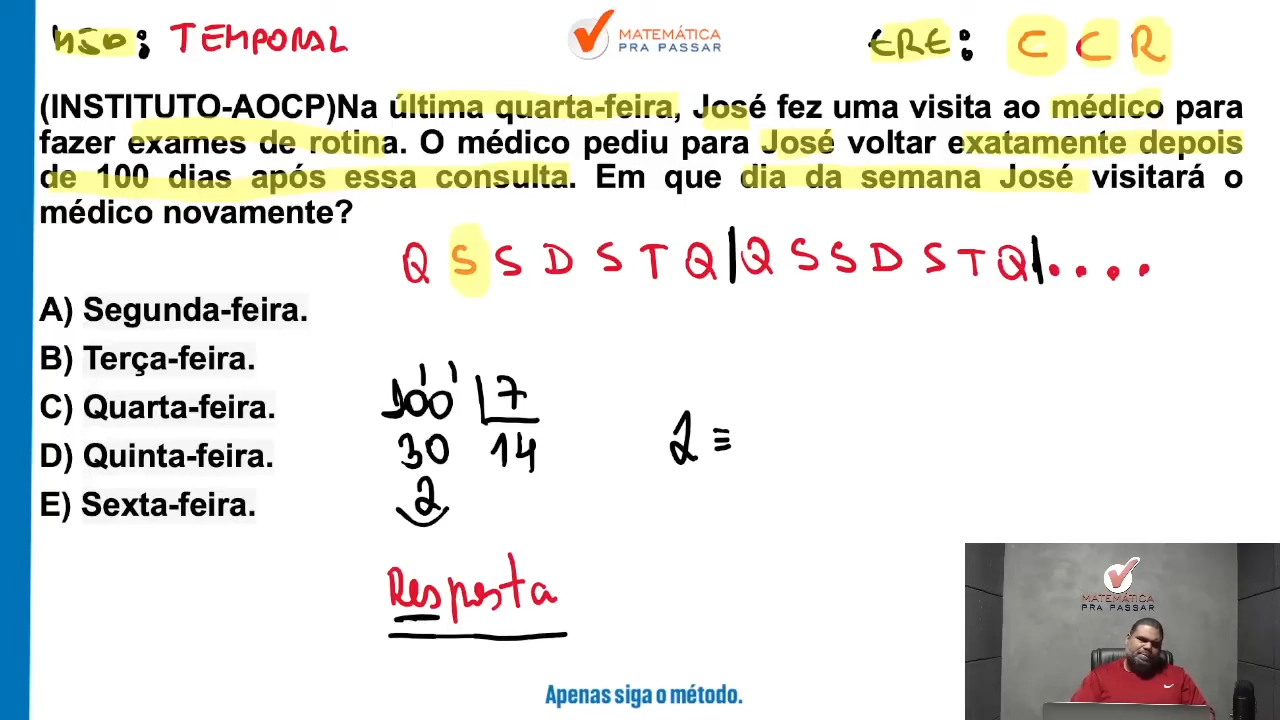 não: TEMPORAL
MATEMÁTICA
PRA PASSAR
CRE: C C R
(INSTITUTO-AOCP)Na última quarta-feira, José fez uma visita ao médico para
fazer exames de rotina. O médico pediu para José voltar exatamente depois
de 100 dias após essa consulta. Em que dia da semana José visitará o
médico novamente?
Q S S D S T Q | Q S S D S T Q | . . . .
A) Segunda-feira.
B) Terça-feira.
C) Quarta-feira.
D) Quinta-feira.
E) Sexta-feira.
100 7
30 14
2
2 ≡
Resposta
MATEMÁTICA
PRA PASSAR
Apenas siga o método.